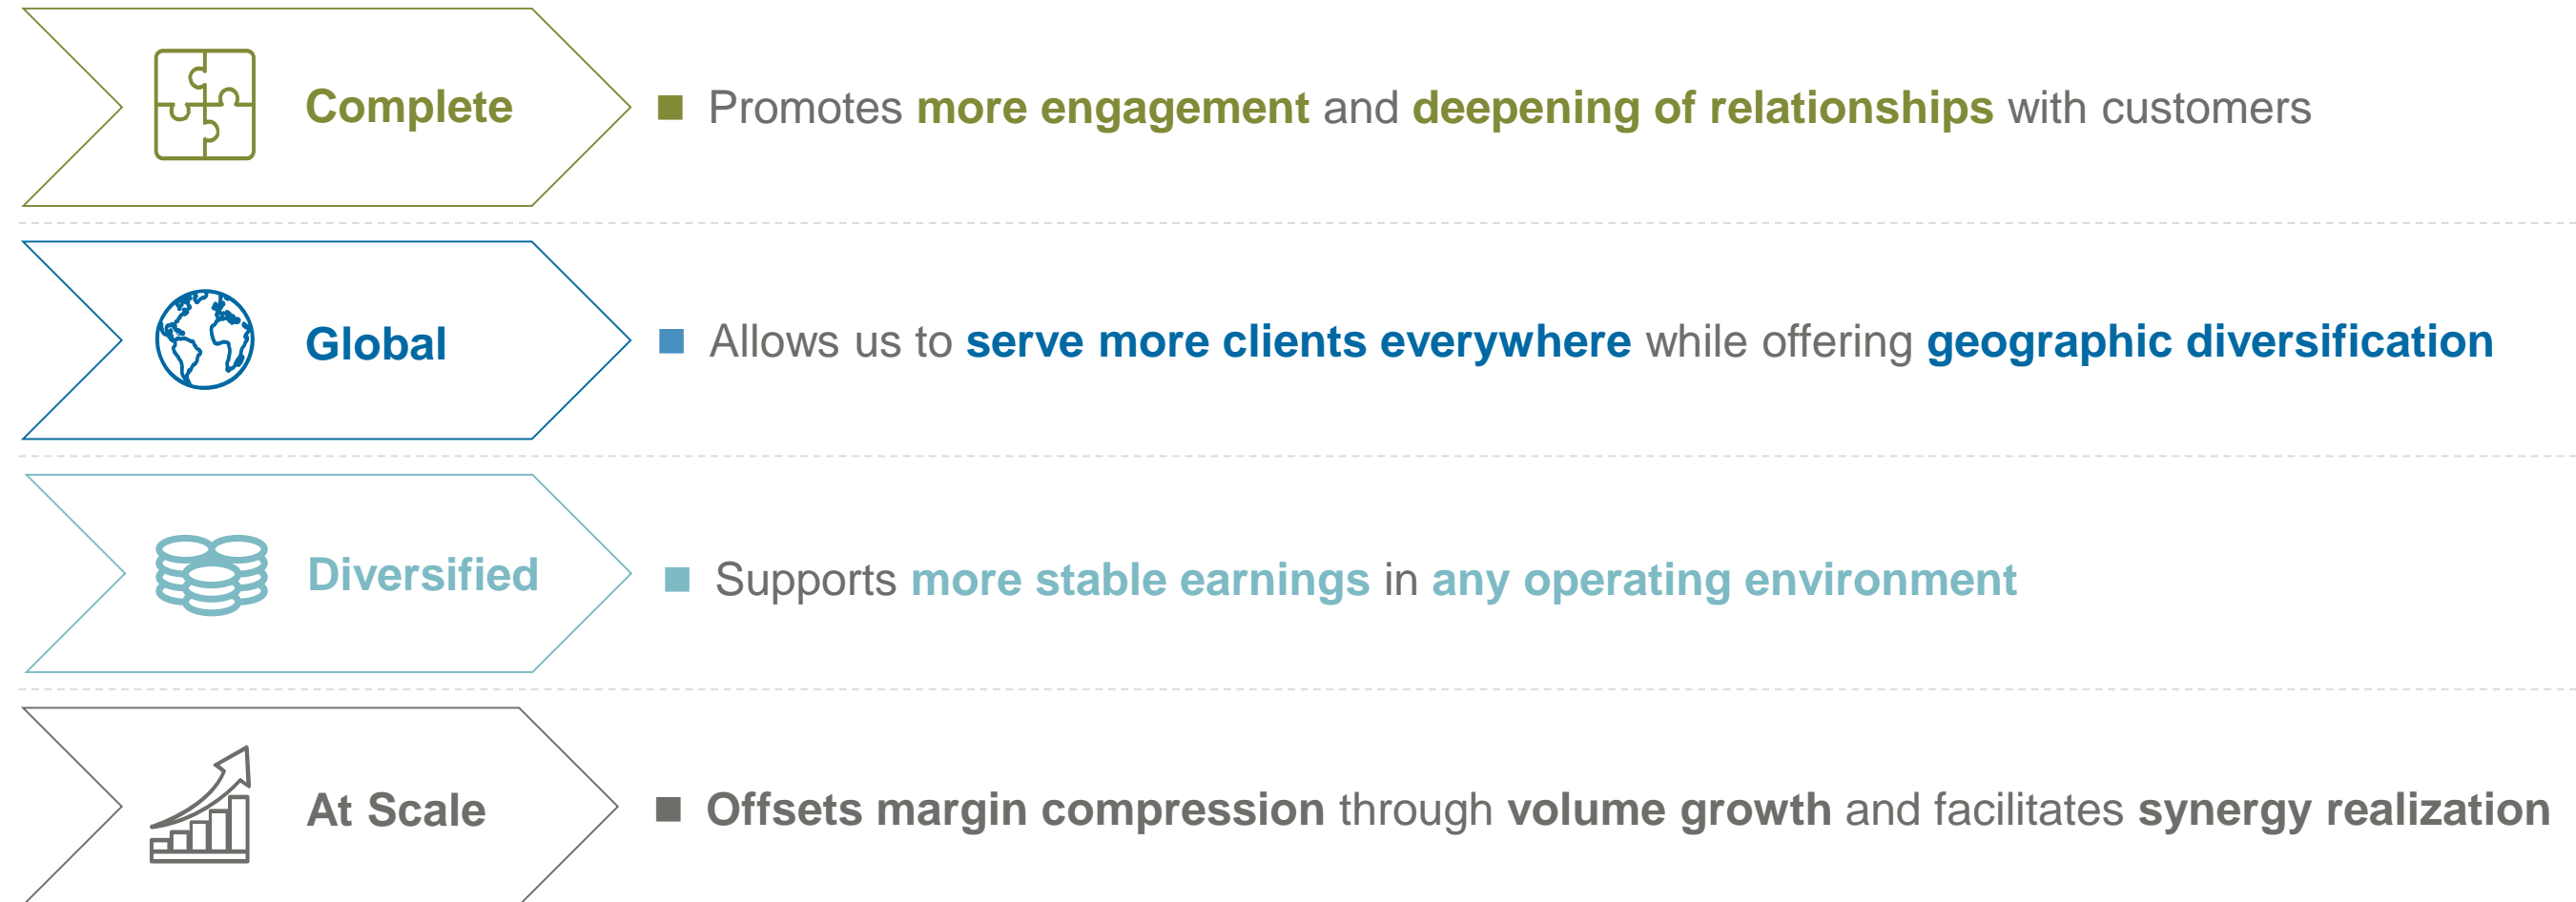 Complete
■ Promotes more engagement and deepening of relationships with customers
Global
■ Allows us to serve more clients everywhere while offering geographic diversification
Diversified
■ Supports more stable earnings in any operating environment
At Scale
■ Offsets margin compression through volume growth and facilitates synergy realization